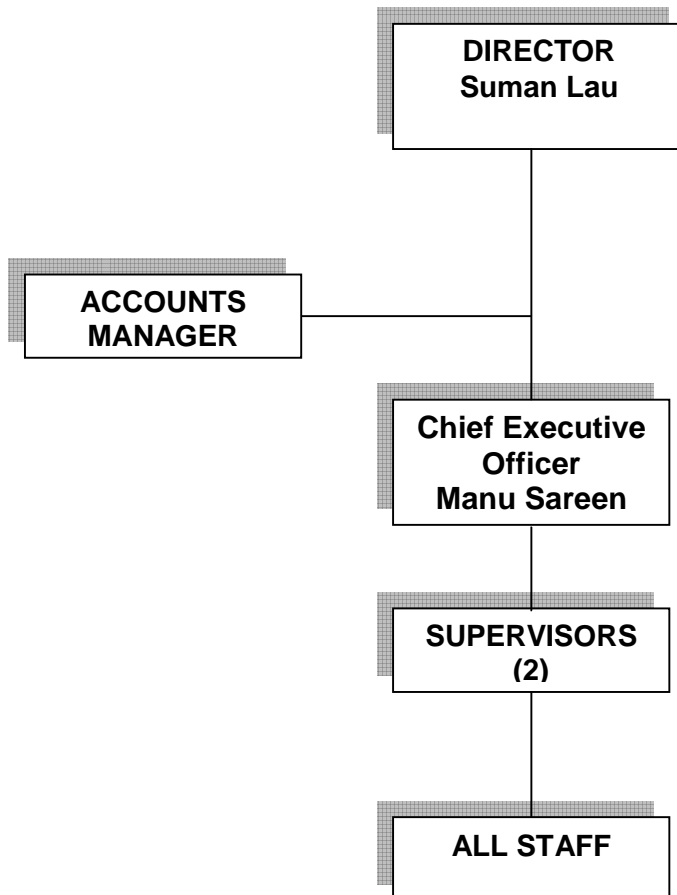 DIRECTOR
Suman Lau
ACCOUNTS
MANAGER
Chief Executive
Officer
Manu Sareen
SUPERVISORS
(2)
ALL STAFF